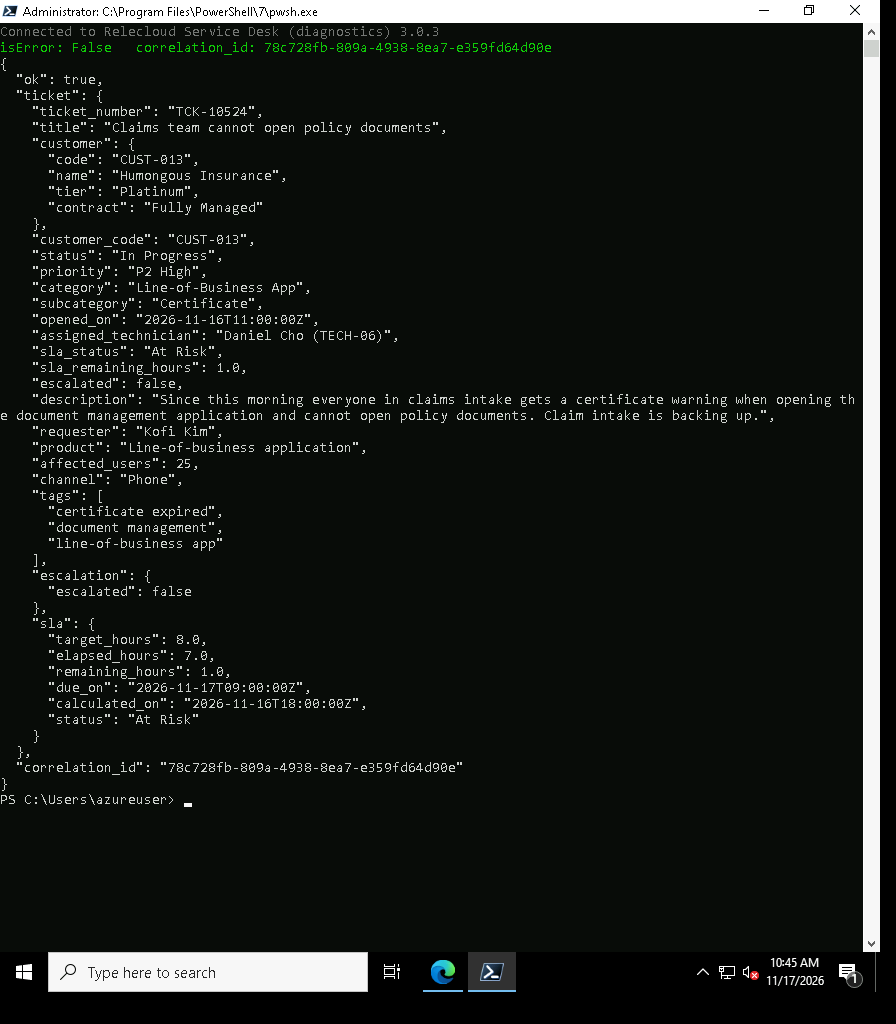 Administrator: C:\Program Files\PowerShell\7\pwsh.exe
Connected to Relecloud Service Desk (diagnostics) 3.0.3
isError: False   correlation_id: 78c728fb-809a-4938-8ea7-e359fd64d90e
{
  "ok": true,
  "ticket": {
    "ticket_number": "TCK-10524",
    "title": "Claims team cannot open policy documents",
    "customer": {
      "code": "CUST-013",
      "name": "Humongous Insurance",
      "tier": "Platinum",
      "contract": "Fully Managed"
    },
    "customer_code": "CUST-013",
    "status": "In Progress",
    "priority": "P2 High",
    "category": "Line-of-Business App",
    "subcategory": "Certificate",
    "opened_on": "2026-11-16T11:00:00Z",
    "assigned_technician": "Daniel Cho (TECH-06)",
    "sla_status": "At Risk",
    "sla_remaining_hours": 1.0,
    "escalated": false,
    "description": "Since this morning everyone in claims intake gets a certificate warning when opening th
e document management application and cannot open policy documents. Claim intake is backing up.",
    "requester": "Kofi Kim",
    "product": "Line-of-business application",
    "affected_users": 25,
    "channel": "Phone",
    "tags": [
      "certificate expired",
      "document management",
      "line-of-business app"
    ],
    "escalation": {
      "escalated": false
    },
    "sla": {
      "target_hours": 8.0,
      "elapsed_hours": 7.0,
      "remaining_hours": 1.0,
      "due_on": "2026-11-17T09:00:00Z",
      "calculated_on": "2026-11-16T18:00:00Z",
      "status": "At Risk"
    }
  },
  "correlation_id": "78c728fb-809a-4938-8ea7-e359fd64d90e"
}
PS C:\Users\azureuser>
Type here to search
10:45 AM
11/17/2026
1